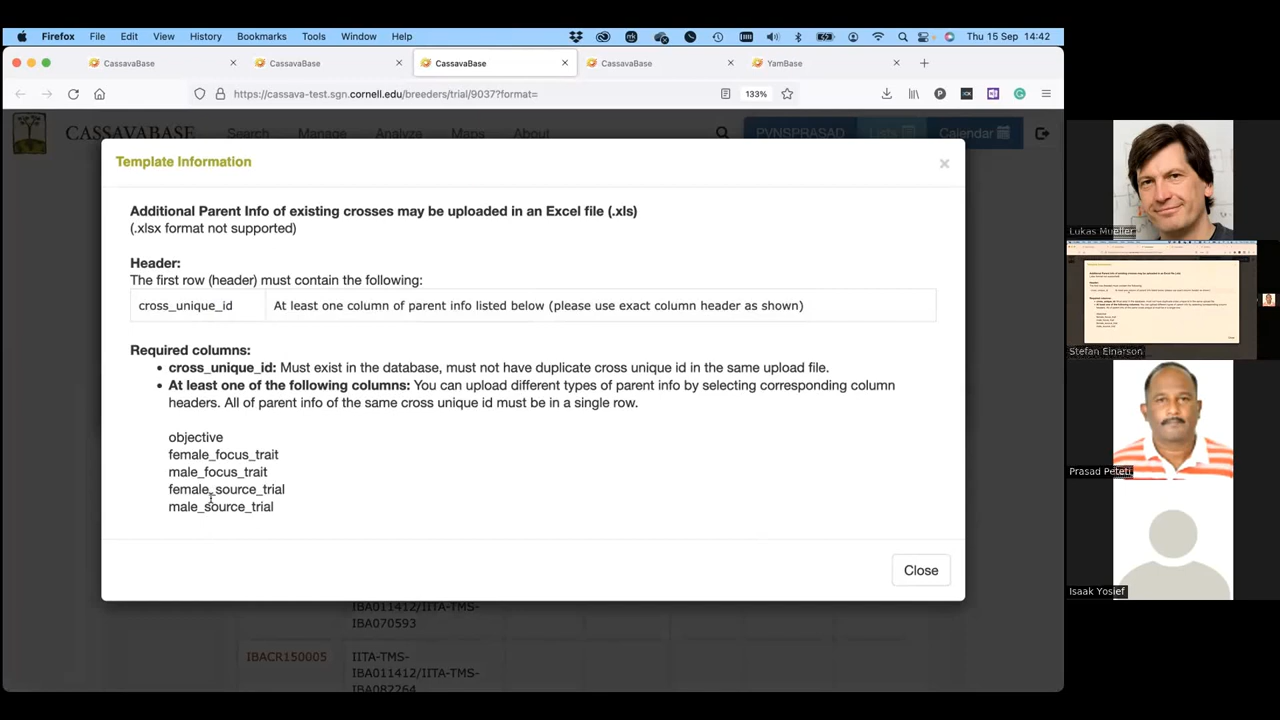 Firefox File Edit View History Bookmarks Tools Window Help Thu 15 Sep 14:42
CassavaBase CassavaBase CassavaBase CassavaBase YamBase
https://cassava-test.sgn.cornell.edu/breeders/trial/9037?format= 133%
CASSAVABASE Search Manage Analyze Maps About PVNSPRASAD Lists Calendar
Template Information
Additional Parent Info of existing crosses may be uploaded in an Excel file (.xls)
(.xlsx format not supported)
Header:
The first row (header) must contain the following:
cross_unique_id At least one column of parent info listed below (please use exact column header as shown)
Required columns:
• cross_unique_id: Must exist in the database, must not have duplicate cross unique id in the same upload file.
• At least one of the following columns: You can upload different types of parent info by selecting corresponding column
headers. All of parent info of the same cross unique id must be in a single row.
objective
female_focus_trait
male_focus_trait
female_source_trial
male_source_trial
Close
IBA011412/IITA-TMS-
IBA070593
IBACR150005 IITA-TMS-
IBA011412/IITA-TMS-
IBA082264
Lukas Mueller
Stefan Einarson
Prasad Peteti
Isaak Yosief